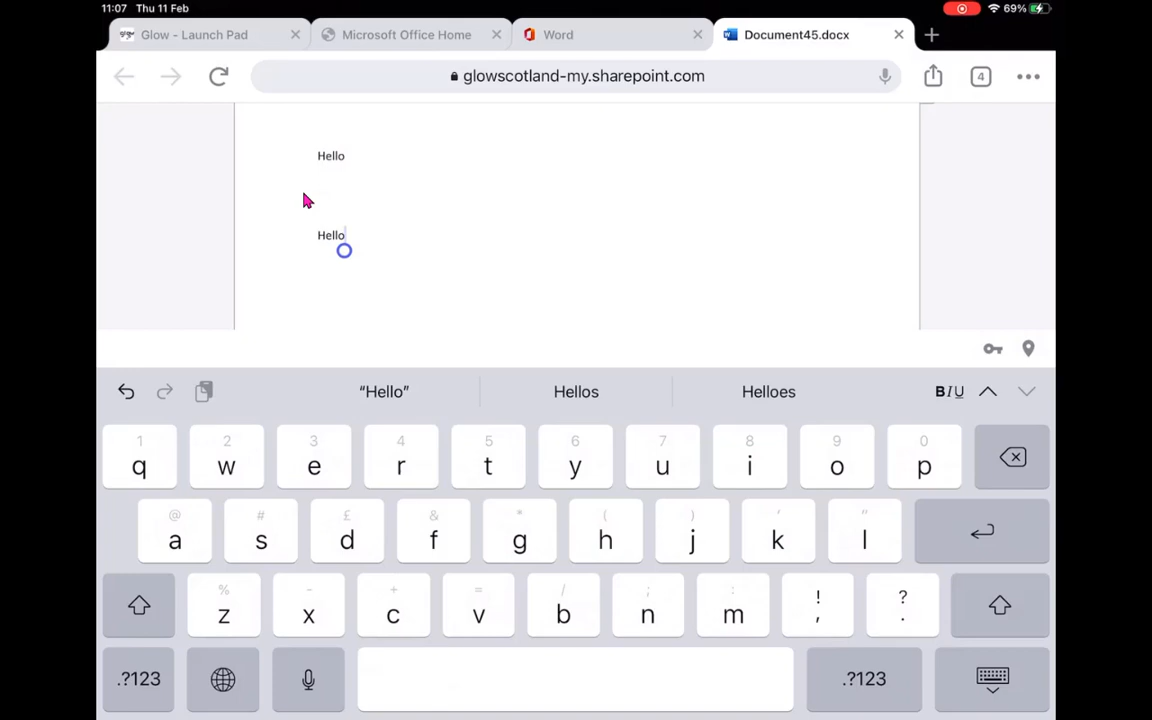 11:07 Thu 11 Feb 69%
Glow - Launch Pad Microsoft Office Home Word Document45.docx
glowscotland-my.sharepoint.com 4
Hello
Hello
“Hello” Hellos Helloes BIU
1 2 3 4 5 6 7 8 9 0
q w e r t y u i o p
@ # £ & * ( ) ' "
a s d f g h j k l
% - + = / ; : ! ?
z x c v b n m , .
.?123 .?123